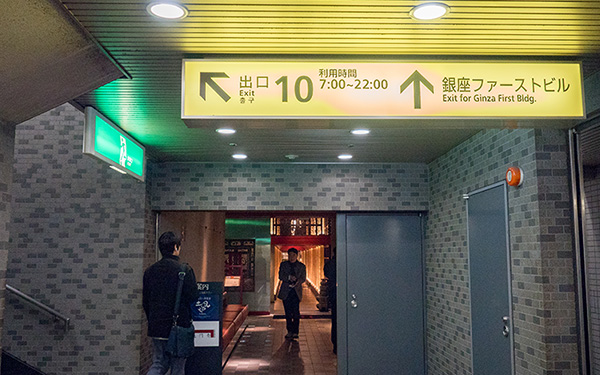 出口
Exit
출구
10
利用時間
7:00~22:00
銀座ファーストビル
Exit for Ginza First Bldg.